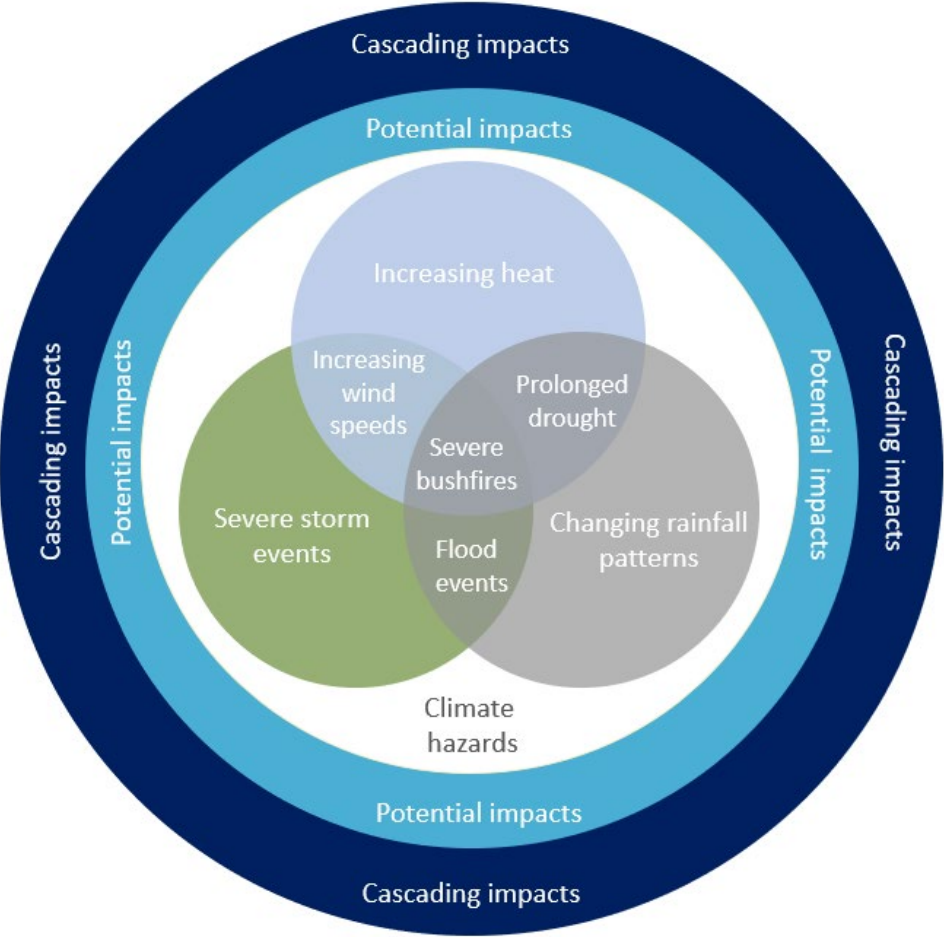 Cascading impacts
Potential impacts
Increasing heat
Increasing
wind
speeds
Prolonged
drought
Severe
bushfires
Severe storm
events
Flood
events
Changing rainfall
patterns
Cascading impacts
Potential impacts
Potential impacts
Cascading impacts
Climate
hazards
Potential impacts
Cascading impacts